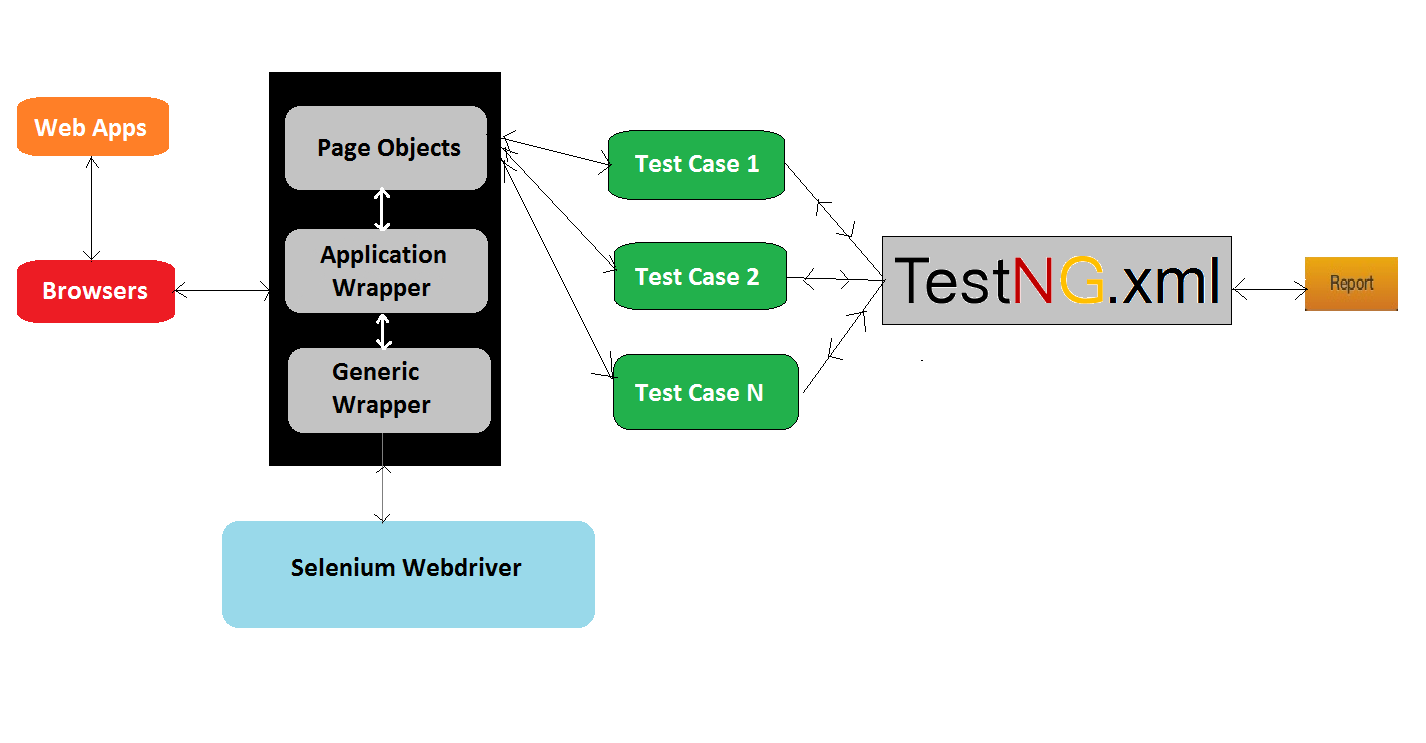 Web Apps
Browsers
Page Objects
Application
Wrapper
Generic
Wrapper
Selenium Webdriver
Test Case 1
Test Case 2
Test Case N
TestNG.xml
Report